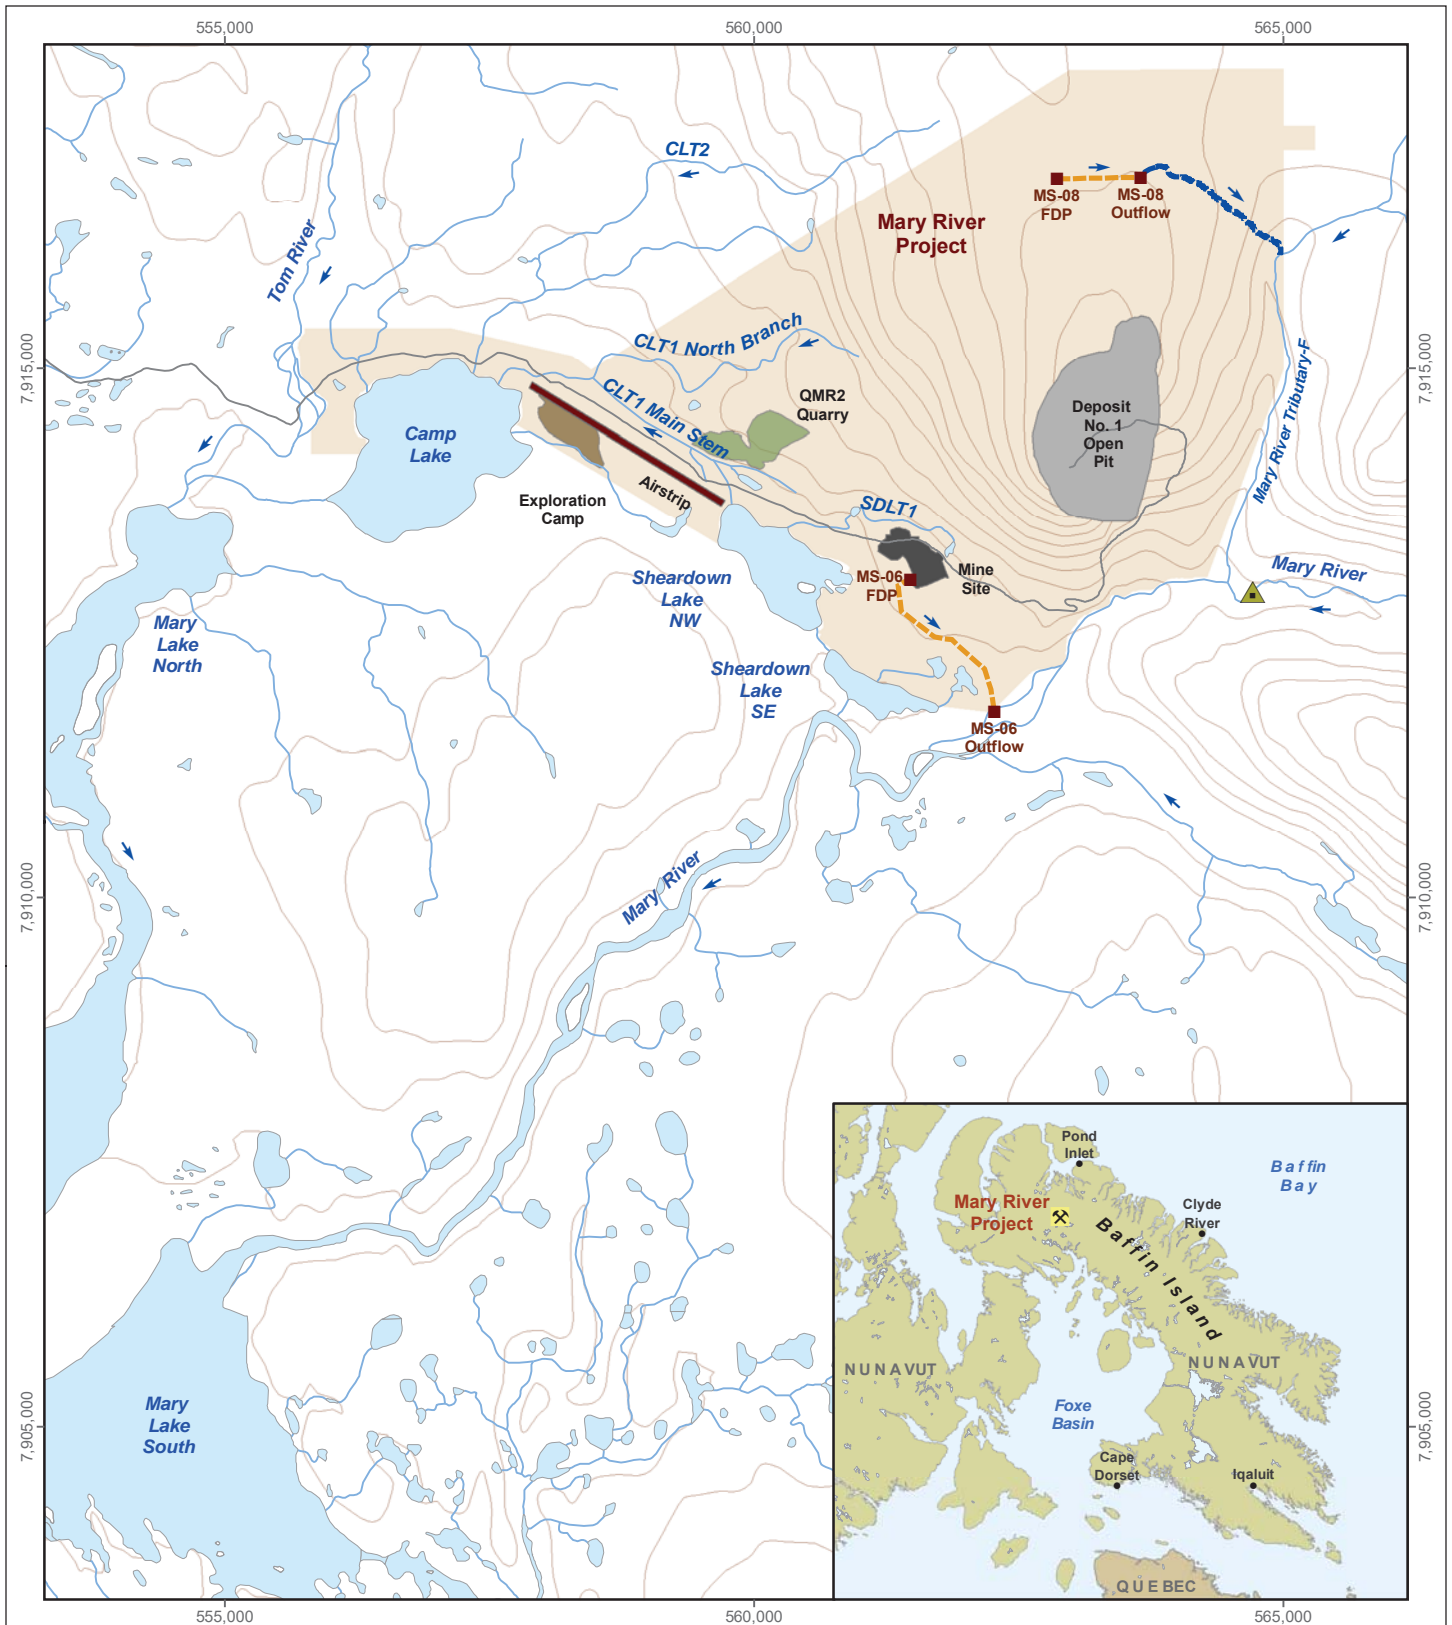 555,000
560,000
565,000
CLT2
MS-08
FDP
MS-08
Outflow
Mary River
Project
Tom River
7,915,000
7,915,000
CLT1 North Branch
Mary River Tributary-F
CLT1 Main Stem
QMR2
Quarry
Deposit
No. 1
Open
Pit
Camp
Lake
Airstrip
Exploration
Camp
SDLT1
Mine
Site
Mary River
MS-06
FDP
Sheardown
Lake
NW
Mary
Lake
North
Sheardown
Lake
SE
MS-06
Outflow
Mary River
7,910,000
7,910,000
Pond
Inlet
Baffin
Bay
Mary River
Project
Clyde
River
Baffin Island
NUNAVUT
NUNAVUT
Foxe
Basin
Mary
Lake
South
7,905,000
7,905,000
Cape
Dorset
Iqaluit
QUEBEC
555,000
560,000
565,000